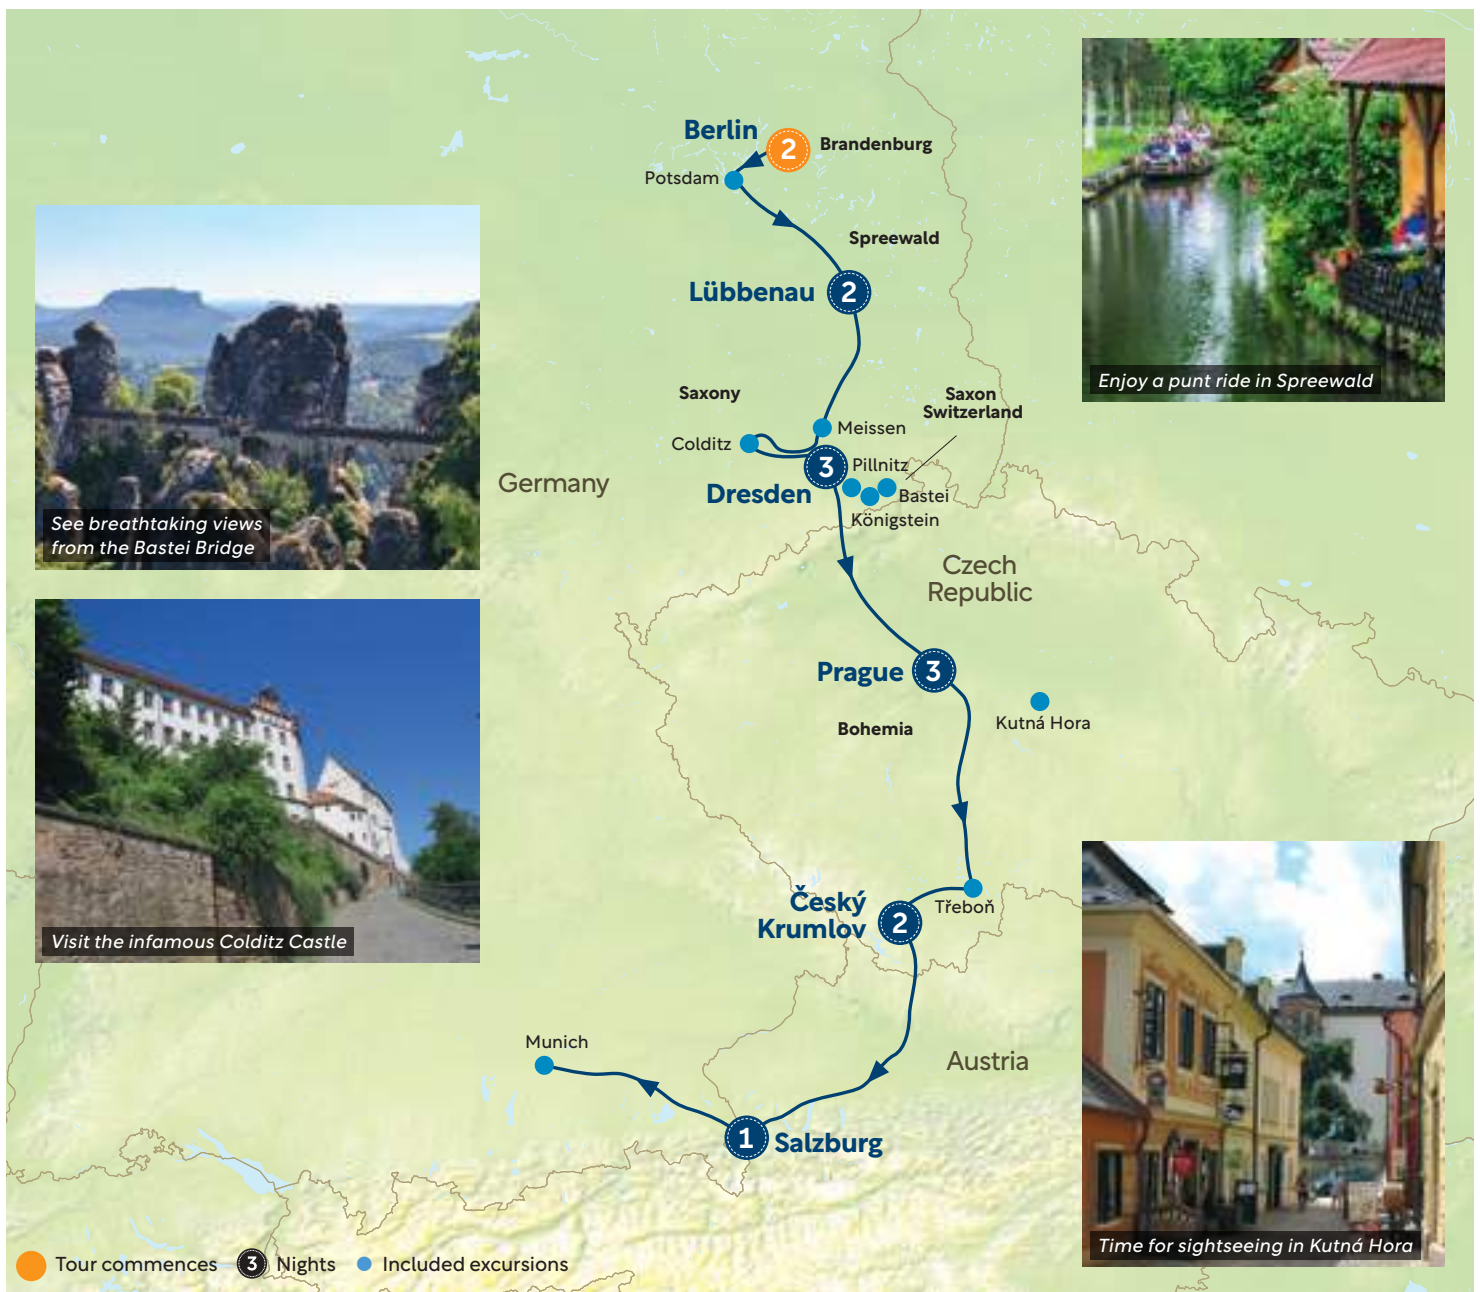 Berlin
2
Brandenburg
Potsdam
Spreewald
Lübbenau
2
Enjoy a punt ride in Spreewald
Saxony
Saxon
Switzerland
Meissen
Colditz
3
Pillnitz
Dresden
Bastei
Königstein
Germany
See breathtaking views
from the Bastei Bridge
Czech
Republic
Prague
3
Kutná Hora
Bohemia
Visit the infamous Colditz Castle
Český
Krumlov
2
Třeboň
Munich
Austria
1
Salzburg
Time for sightseeing in Kutná Hora
Tour commences
3
Nights
Included excursions